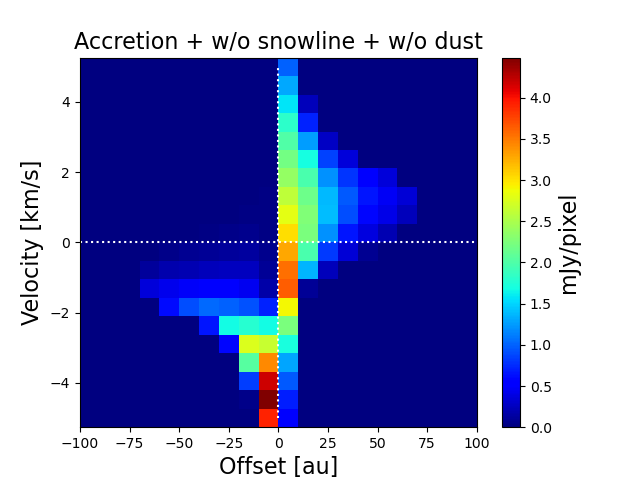 Accretion + w/o snowline + w/o dust
Velocity [km/s]
4
2
0
−2
−4
−100 −75 −50 −25 0 25 50 75 100
Offset [au]
4.0
3.5
3.0
2.5
2.0
1.5
1.0
0.5
0.0
mJy/pixel